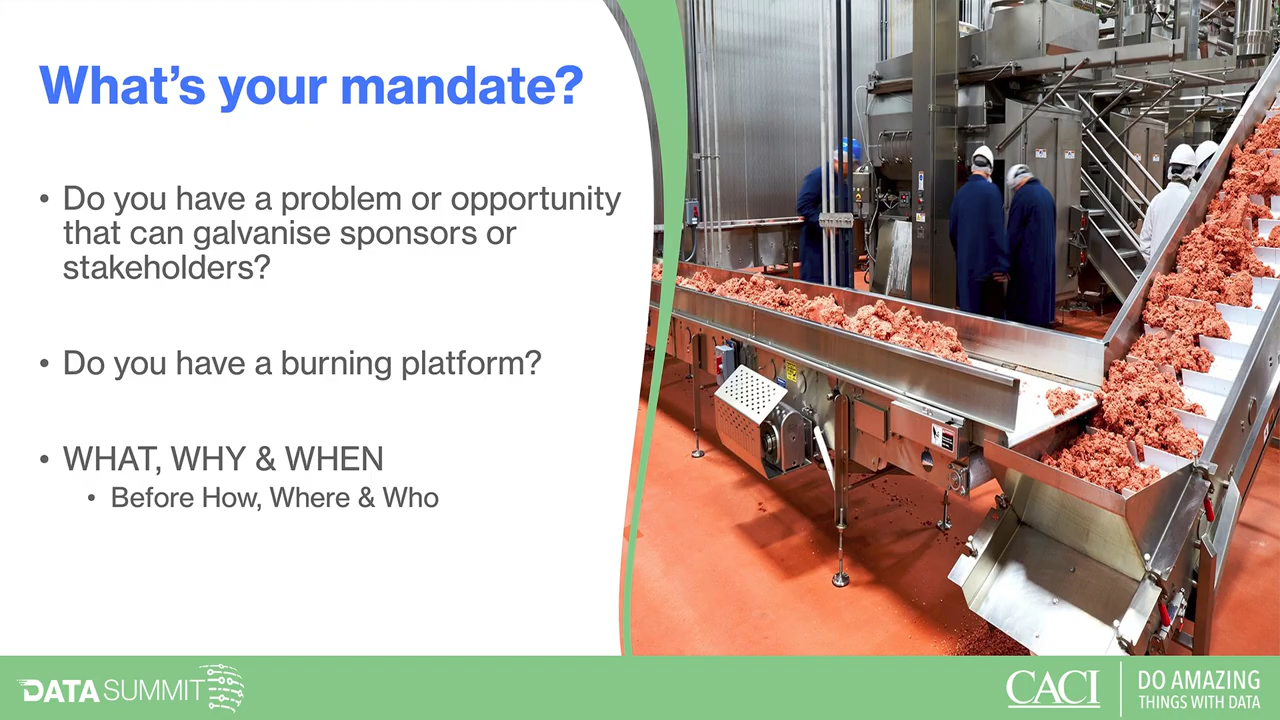 What's your mandate?
• Do you have a problem or opportunity
that can galvanise sponsors or
stakeholders?
• Do you have a burning platform?
• WHAT, WHY & WHEN
• Before How, Where & Who
DATA SUMMIT
CACI
DO AMAZING
THINGS WITH DATA